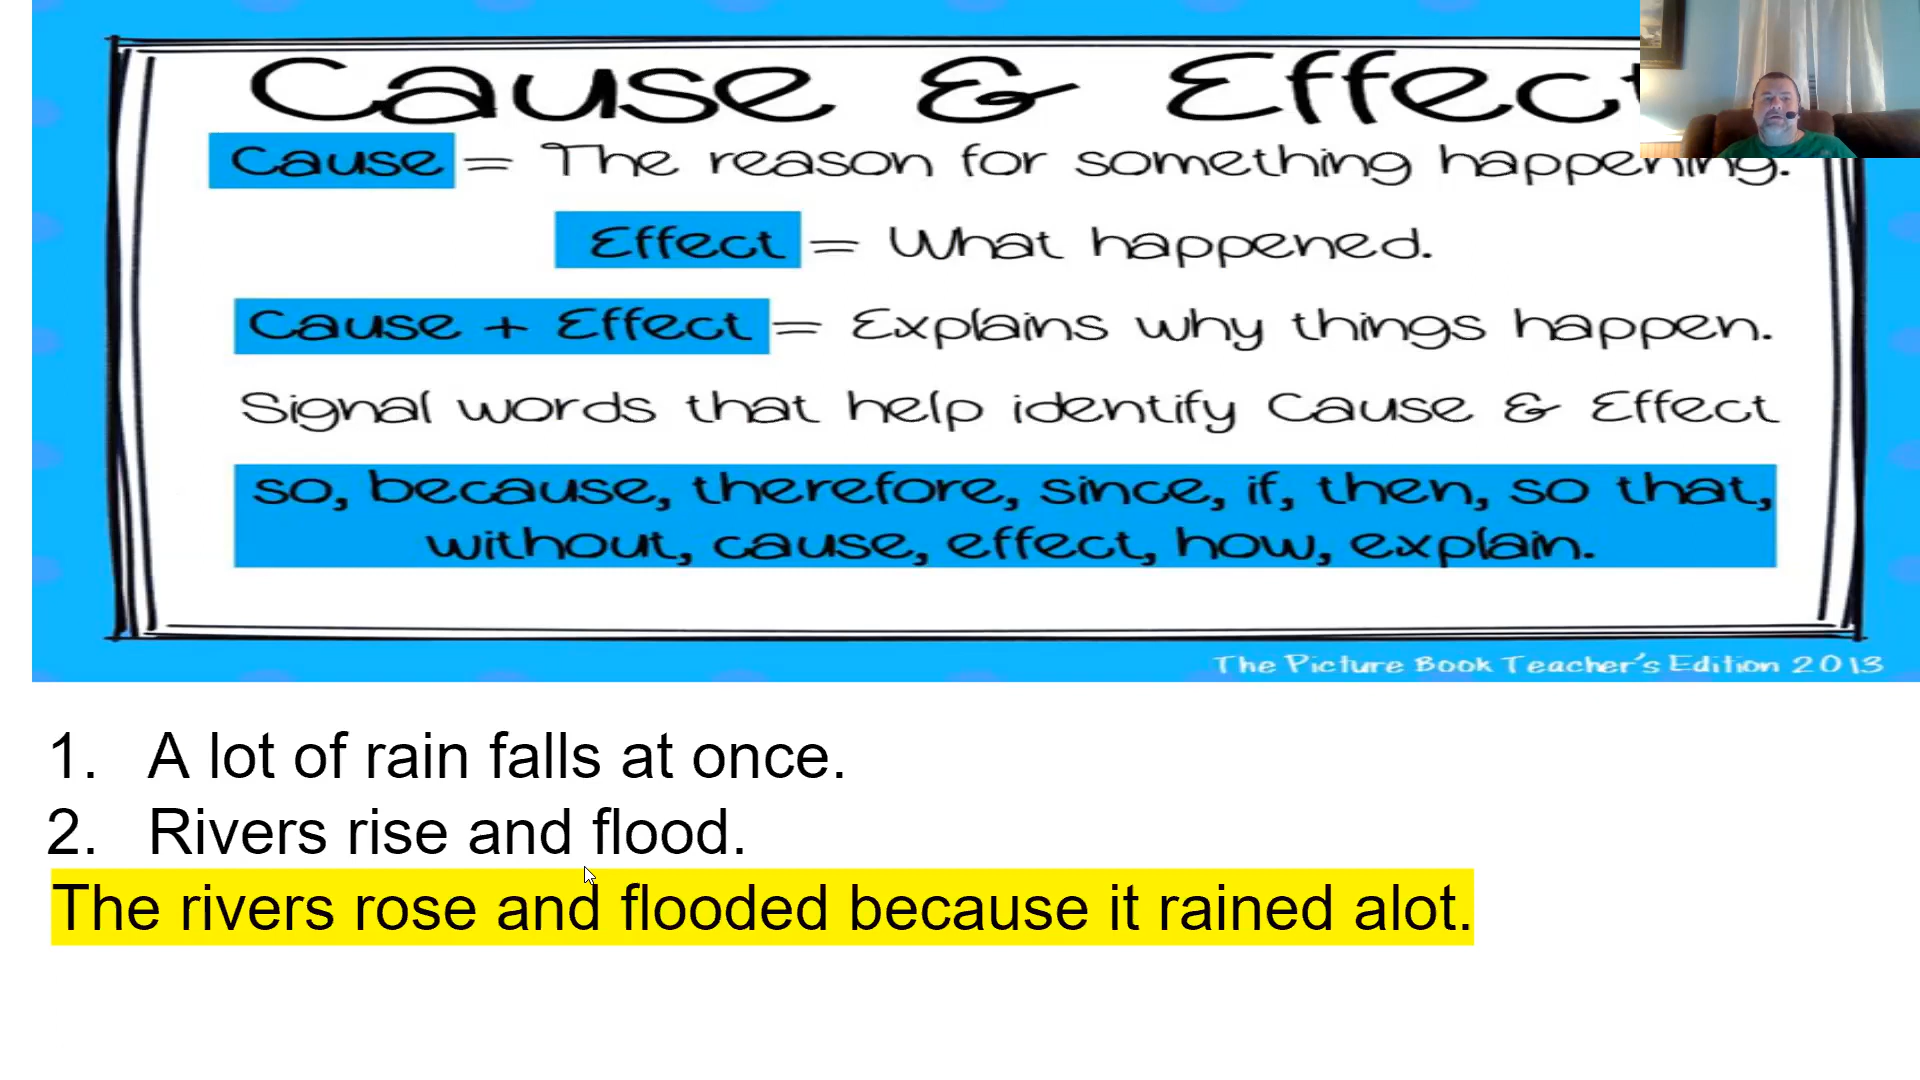 Cause & Effect
Cause = The reason for something happening.
Effect = What happened.
Cause + Effect = Explains why things happen.
Signal words that help identify Cause & Effect
so, because, therefore, since, if, then, so that,
without, cause, effect, how, explain.
The Picture Book Teacher's Edition 2013
1. A lot of rain falls at once.
2. Rivers rise and flood.
The rivers rose and flooded because it rained alot.